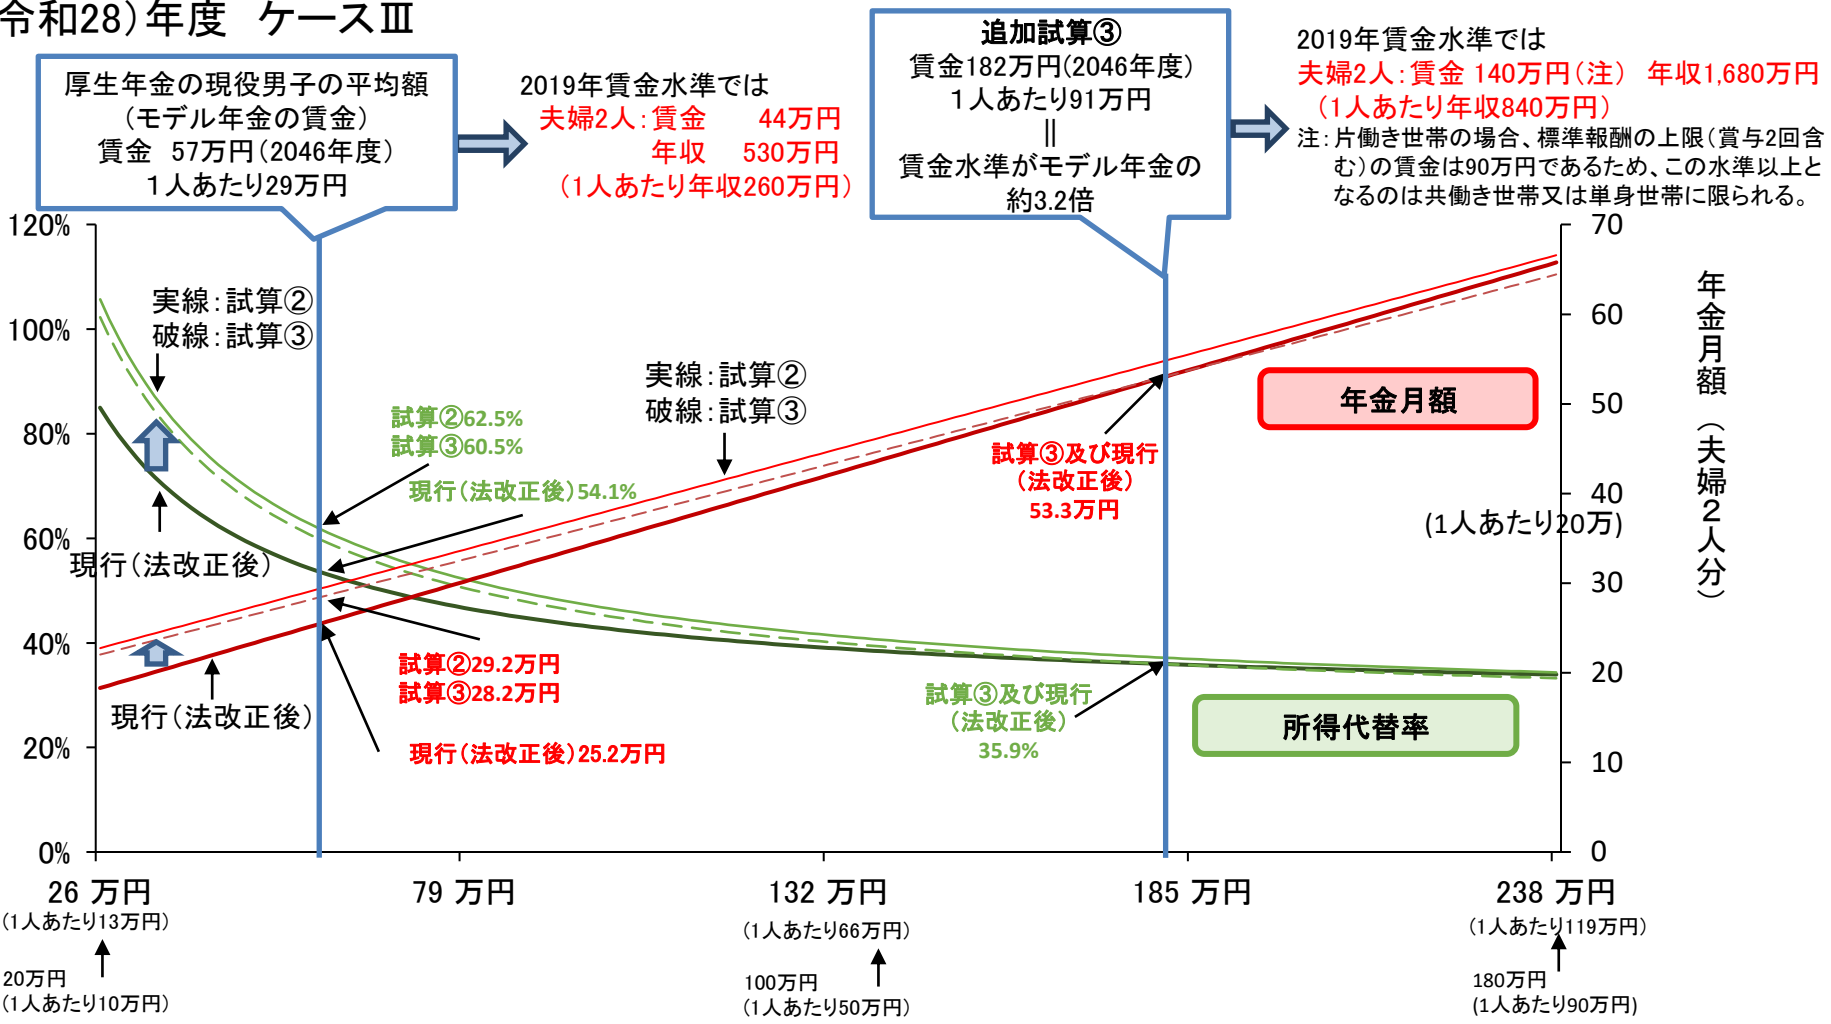 令和28）年度　ケースⅢ
厚生年金の現役男子の平均額
（モデル年金の賃金）
賃金　57万円（2046年度）
１人あたり29万円
2019年賃金水準では
夫婦2人：賃金　　44万円
年収　530万円
（1人あたり年収260万円）
追加試算③
賃金182万円（2046年度）
１人あたり91万円
||
賃金水準がモデル年金の
約3.2倍
2019年賃金水準では
夫婦2人：賃金 140万円（注）　年収1,680万円
（1人あたり年収840万円）
注：片働き世帯の場合、標準報酬の上限（賞与2回含
む）の賃金は90万円であるため、この水準以上と
なるのは共働き世帯又は単身世帯に限られる。
120%
100%
80%
60%
40%
20%
0%
70
60
50
40
30
20
10
0
年金月額（夫婦２人分）
実線：試算②
破線：試算③
実線：試算②
破線：試算③
試算②62.5%
試算③60.5%
現行（法改正後）54.1%
現行（法改正後）
年金月額
試算③及び現行
（法改正後）
53.3万円
(1人あたり20万)
試算②29.2万円
試算③28.2万円
現行（法改正後）25.2万円
現行（法改正後）
試算③及び現行
（法改正後）
35.9%
所得代替率
26 万円
79 万円
132 万円
185 万円
238 万円
(1人あたり13万円)
(1人あたり66万円)
(1人あたり119万円)
20万円
(1人あたり10万円)
100万円
(1人あたり50万円)
180万円
(1人あたり90万円)